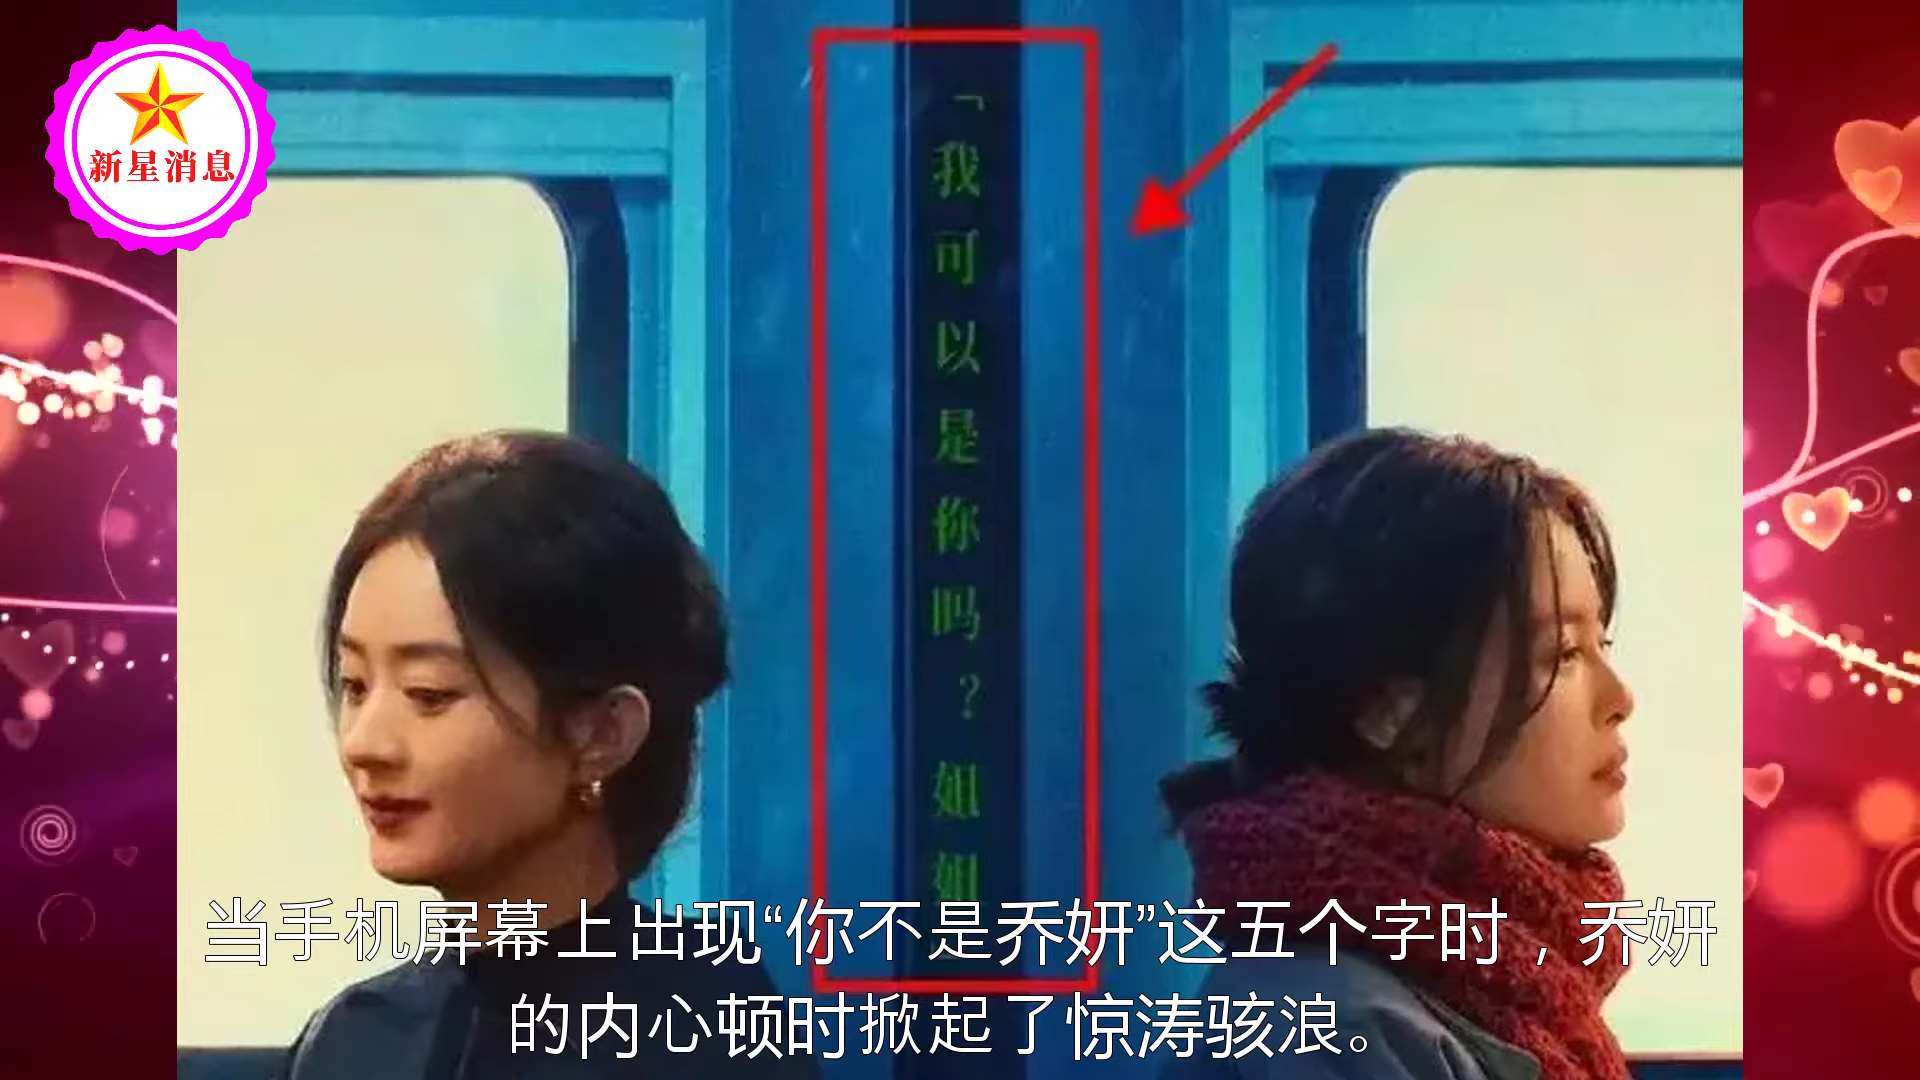 新星消息
「我可以是你吗？姐姐
当手机屏幕上出现“你不是乔妍”这五个字时，乔妍
的内心顿时掀起了惊涛骇浪。